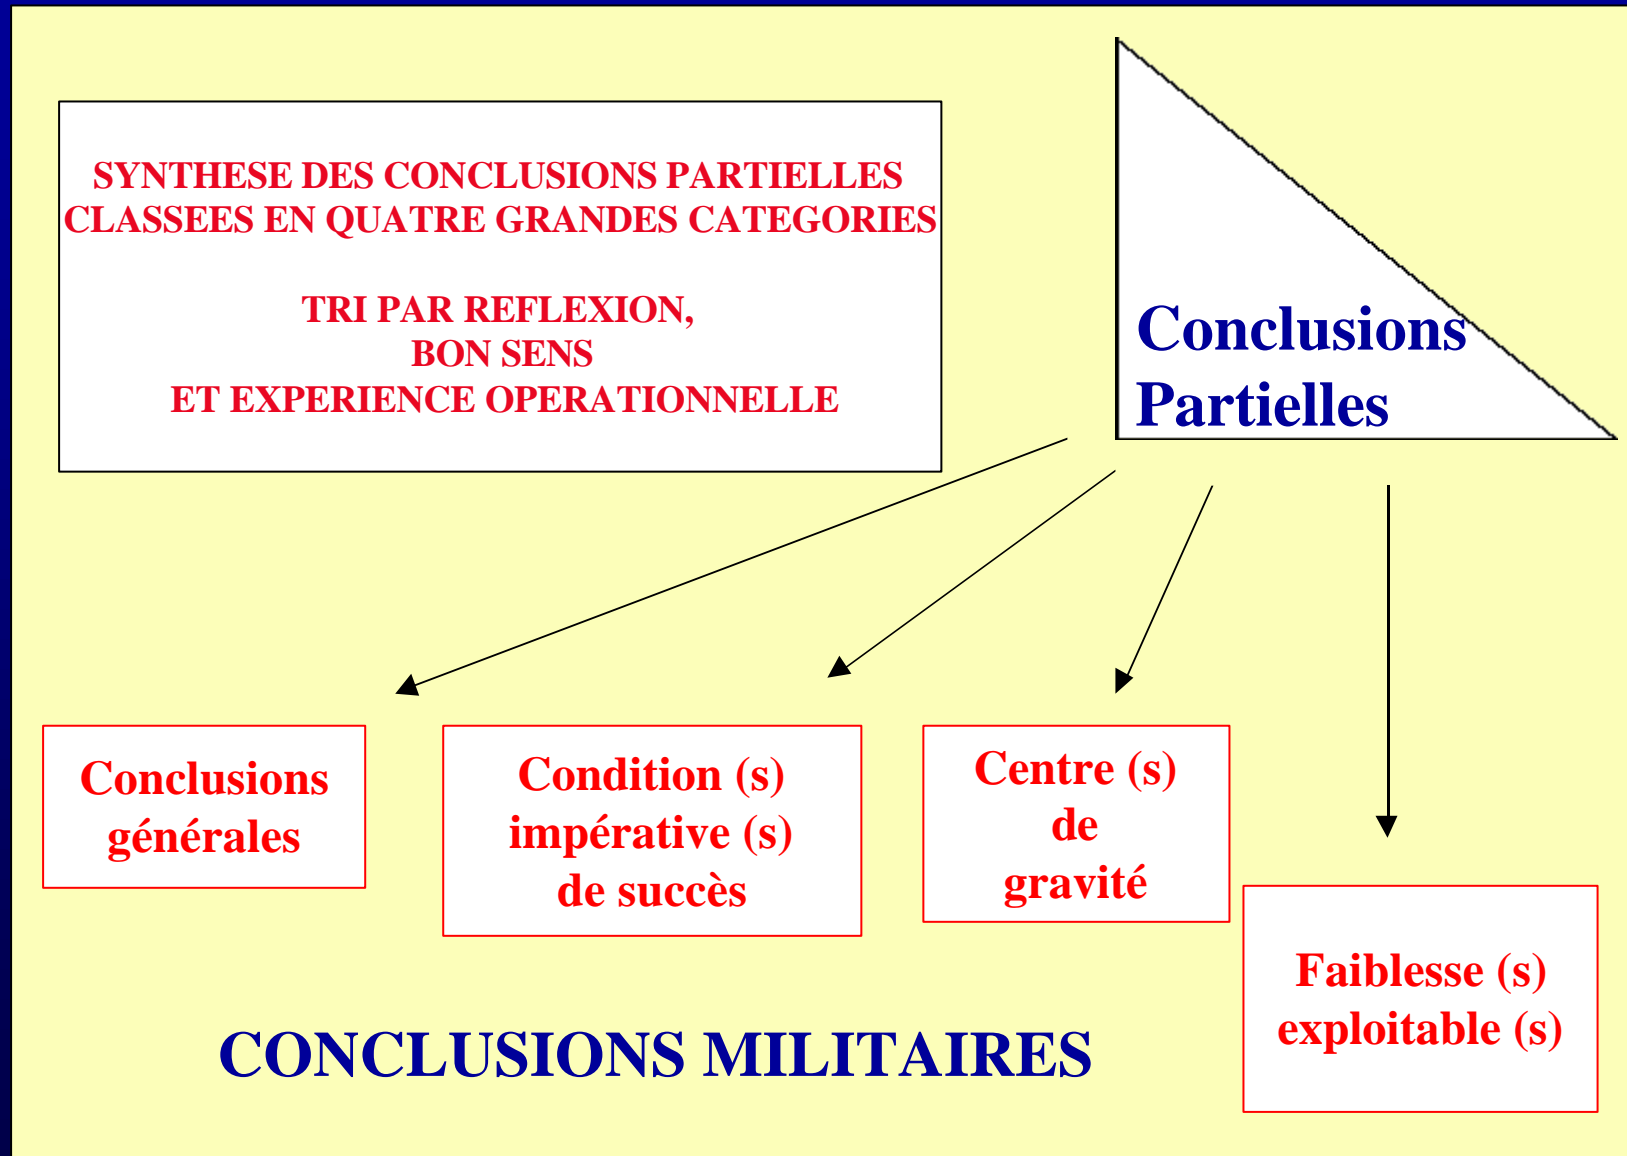 SYNTHESE DES CONCLUSIONS PARTIELLES
CLASSEES EN QUATRE GRANDES CATEGORIES
TRI PAR REFLEXION,
BON SENS
ET EXPERIENCE OPERATIONNELLE
Conclusions
Partielles
Conclusions
générales
Condition (s)
impérative (s)
de succès
Centre (s)
de
gravité
Faiblesse (s)
exploitable (s)
CONCLUSIONS MILITAIRES